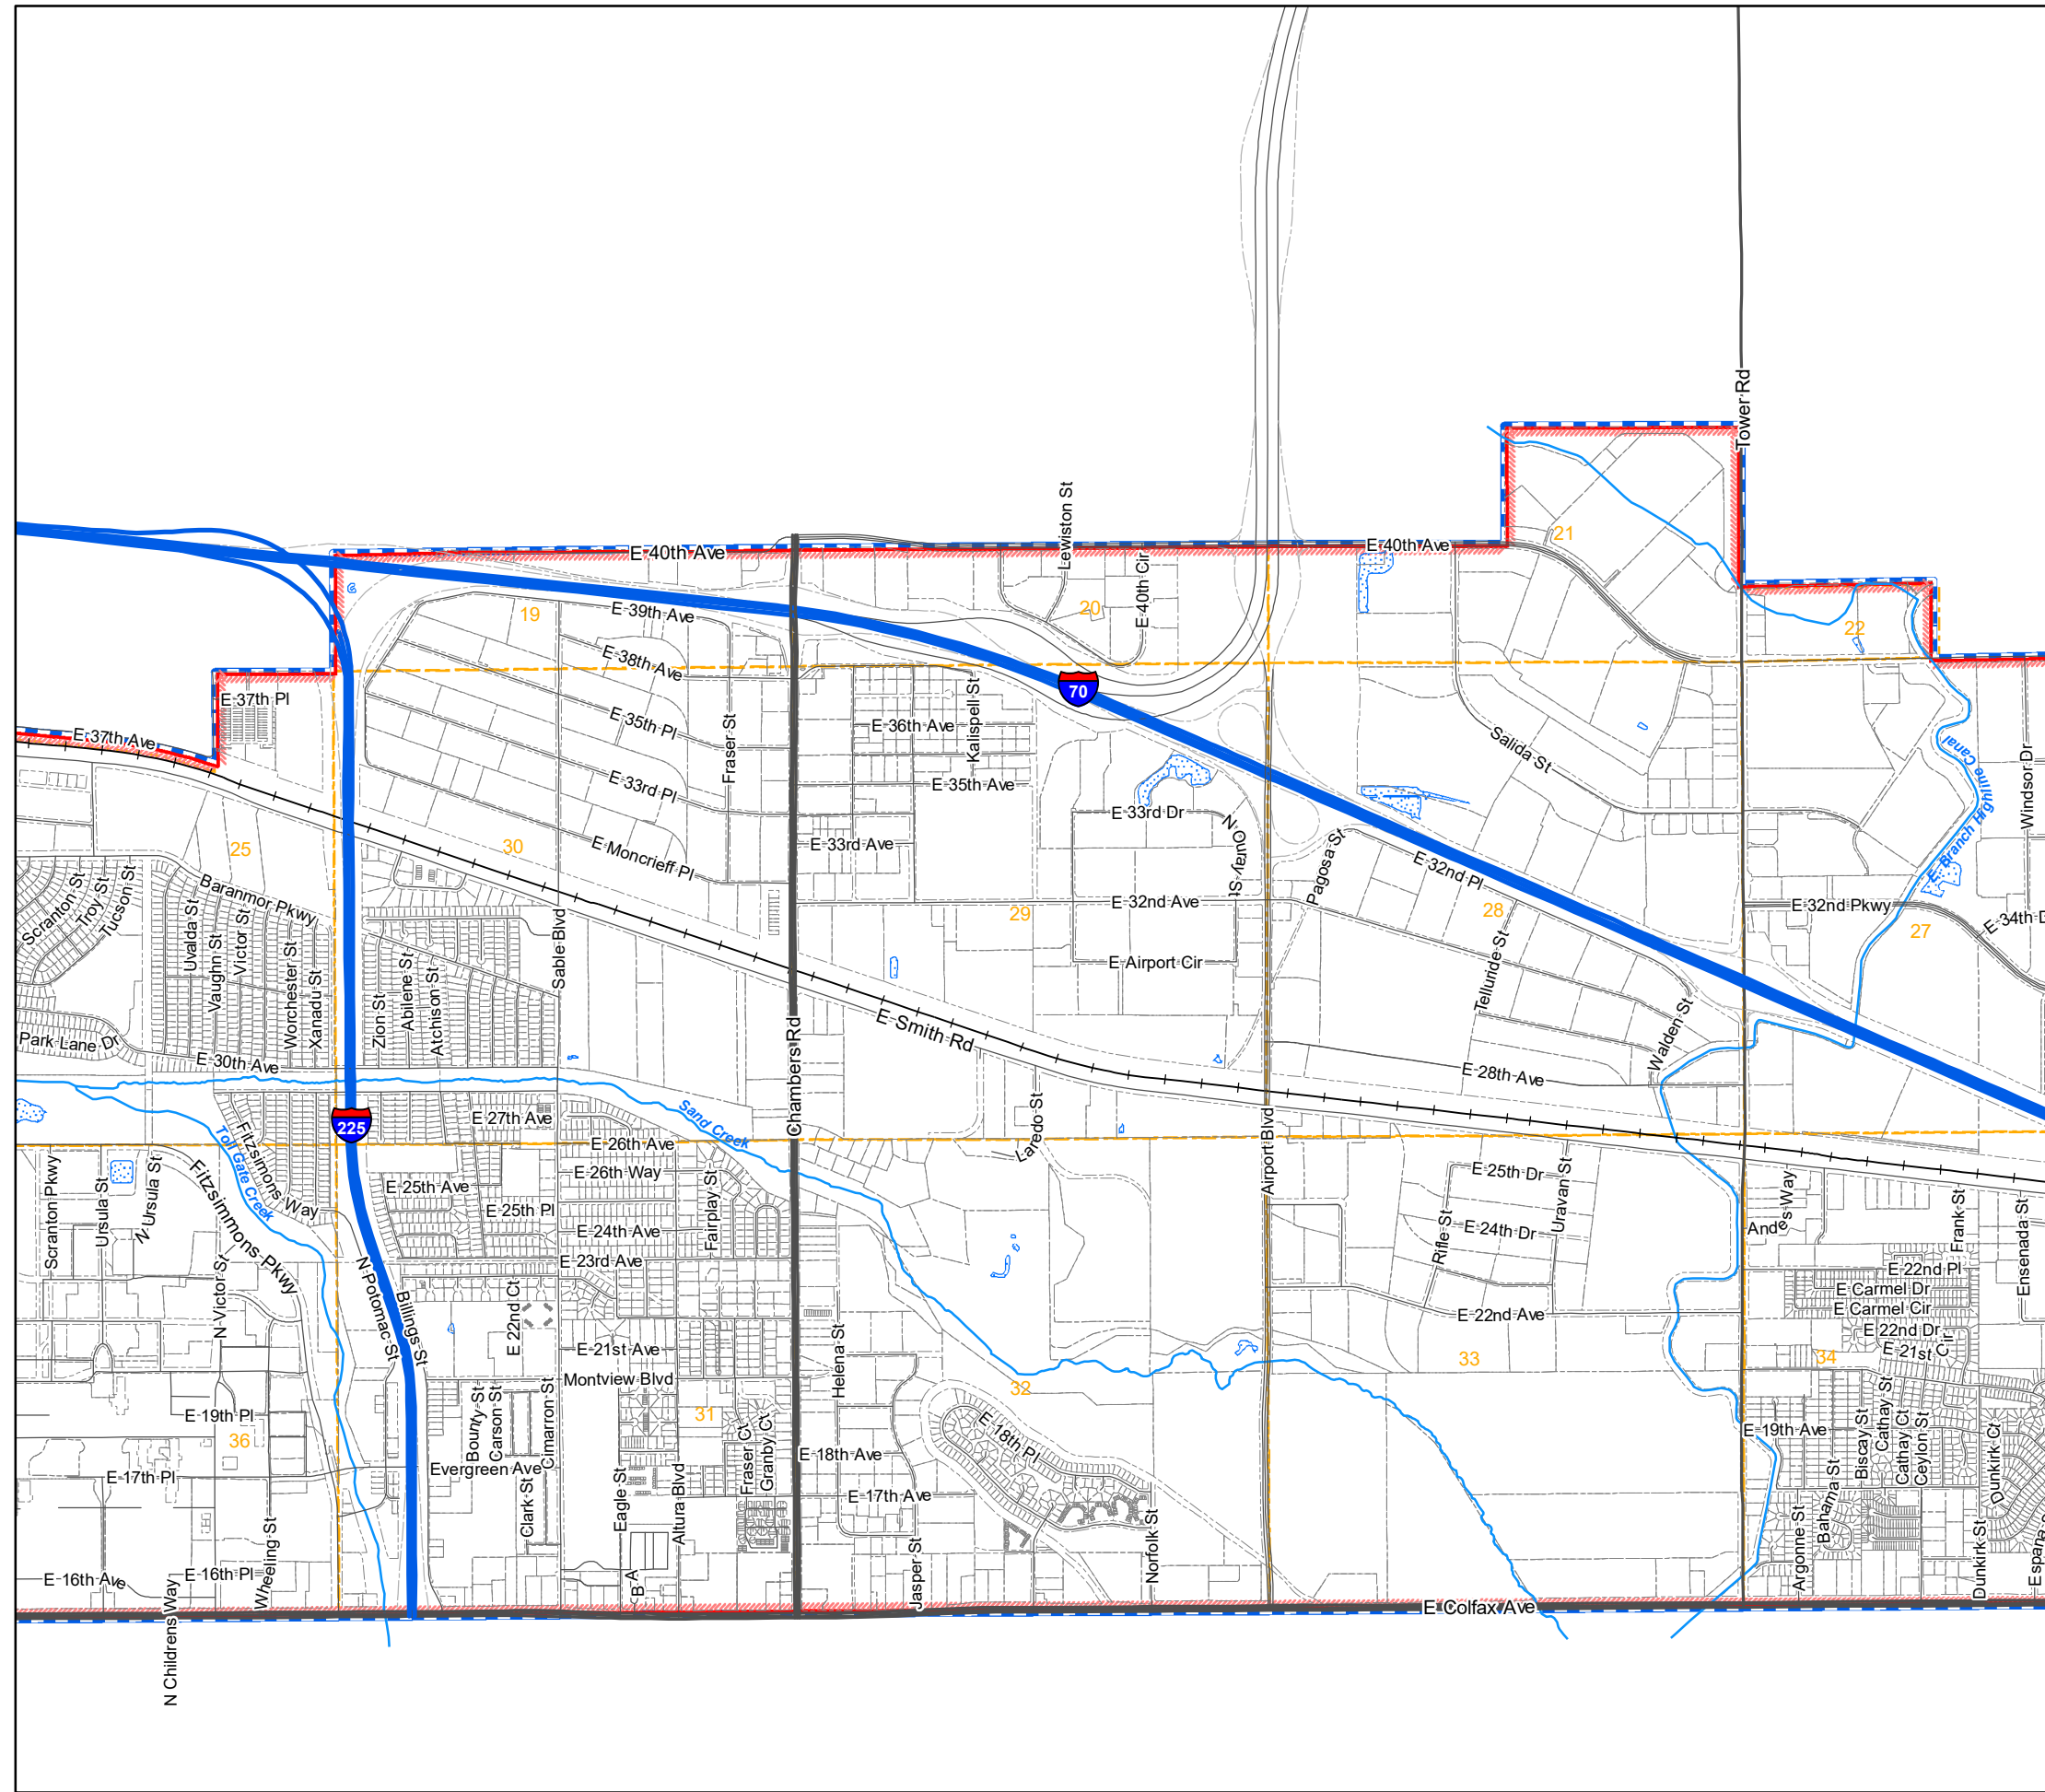 Tower Rd
Lewiston St
E 40th Ave
E 40th Ave
21
E 40th Cir
19
E 39th Ave
20
22
E 38th Ave
70
E 37th Pl
Kalispell St
E 35th Pl
Fraser St
E 36th Ave
E 37th Ave
Salida St
E Branch Highline Canal
Windsor Dr
E 33rd Pl
E 35th Ave
E 33rd Dr
N Ouray St
25
30
E Moncrieff Pl
E 33rd Ave
Pagosa St
E 32nd Pl
Scranton St
Troy St
Tucson St
Baranmor Pkwy
E 32nd Ave
29
28
E 32nd Pkwy
27
E 34th D
Uvalda St
Vaughn St
Victor St
Worchester St
Xanadu St
Zion St
Abilene St
Atchison St
Sable Blvd
E Airport Cir
Telluride St
Walden St
Park Lane Dr
E 30th Ave
Chambers Rd
E Smith Rd
E 28th Ave
225
E 27th Ave
Sand Creek
Laredo St
Airport Blvd
Toll Gate Creek
Fitzsimons Way
E 26th Ave
E 26th Way
Scranton Pkwy
Ursula St
N Ursula St
Fitzsimmons Pkwy
E 25th Ave
E 25th Pl
Fairplay St
E 25th Dr
Uravan St
Rifle St
E 24th Dr
E 24th Ave
E 23rd Ave
Andes Way
Frank St
Ensenada St
E 22nd Pl
E Carmel Dr
E Carmel Cir
E 22nd Dr
E 21st Cir
N Victor St
N Potomac St
Billings St
E 22nd Ct
E 22nd Ave
E 21st Ave
Helena St
Montview Blvd
33
34
32
31
E 19th Pl
36
Bounty St
Carson St
Cimarron St
Fraser Ct
Granby Ct
E 18th Ave
E 18th Pl
E 19th Ave
Biscay St
Cathay St
Cathay Ct
Ceylon St
Dunkirk Ct
E 17th Pl
Evergreen Ave
Clark St
Eagle St
Altura Blvd
E 17th Ave
Norfolk St
Bahama St
Argonne St
Dunkirk St
Espana S
E 16th Ave
E 16th Pl
Wheeling St
B A
Jasper St
E Colfax Ave
N Childrens Way